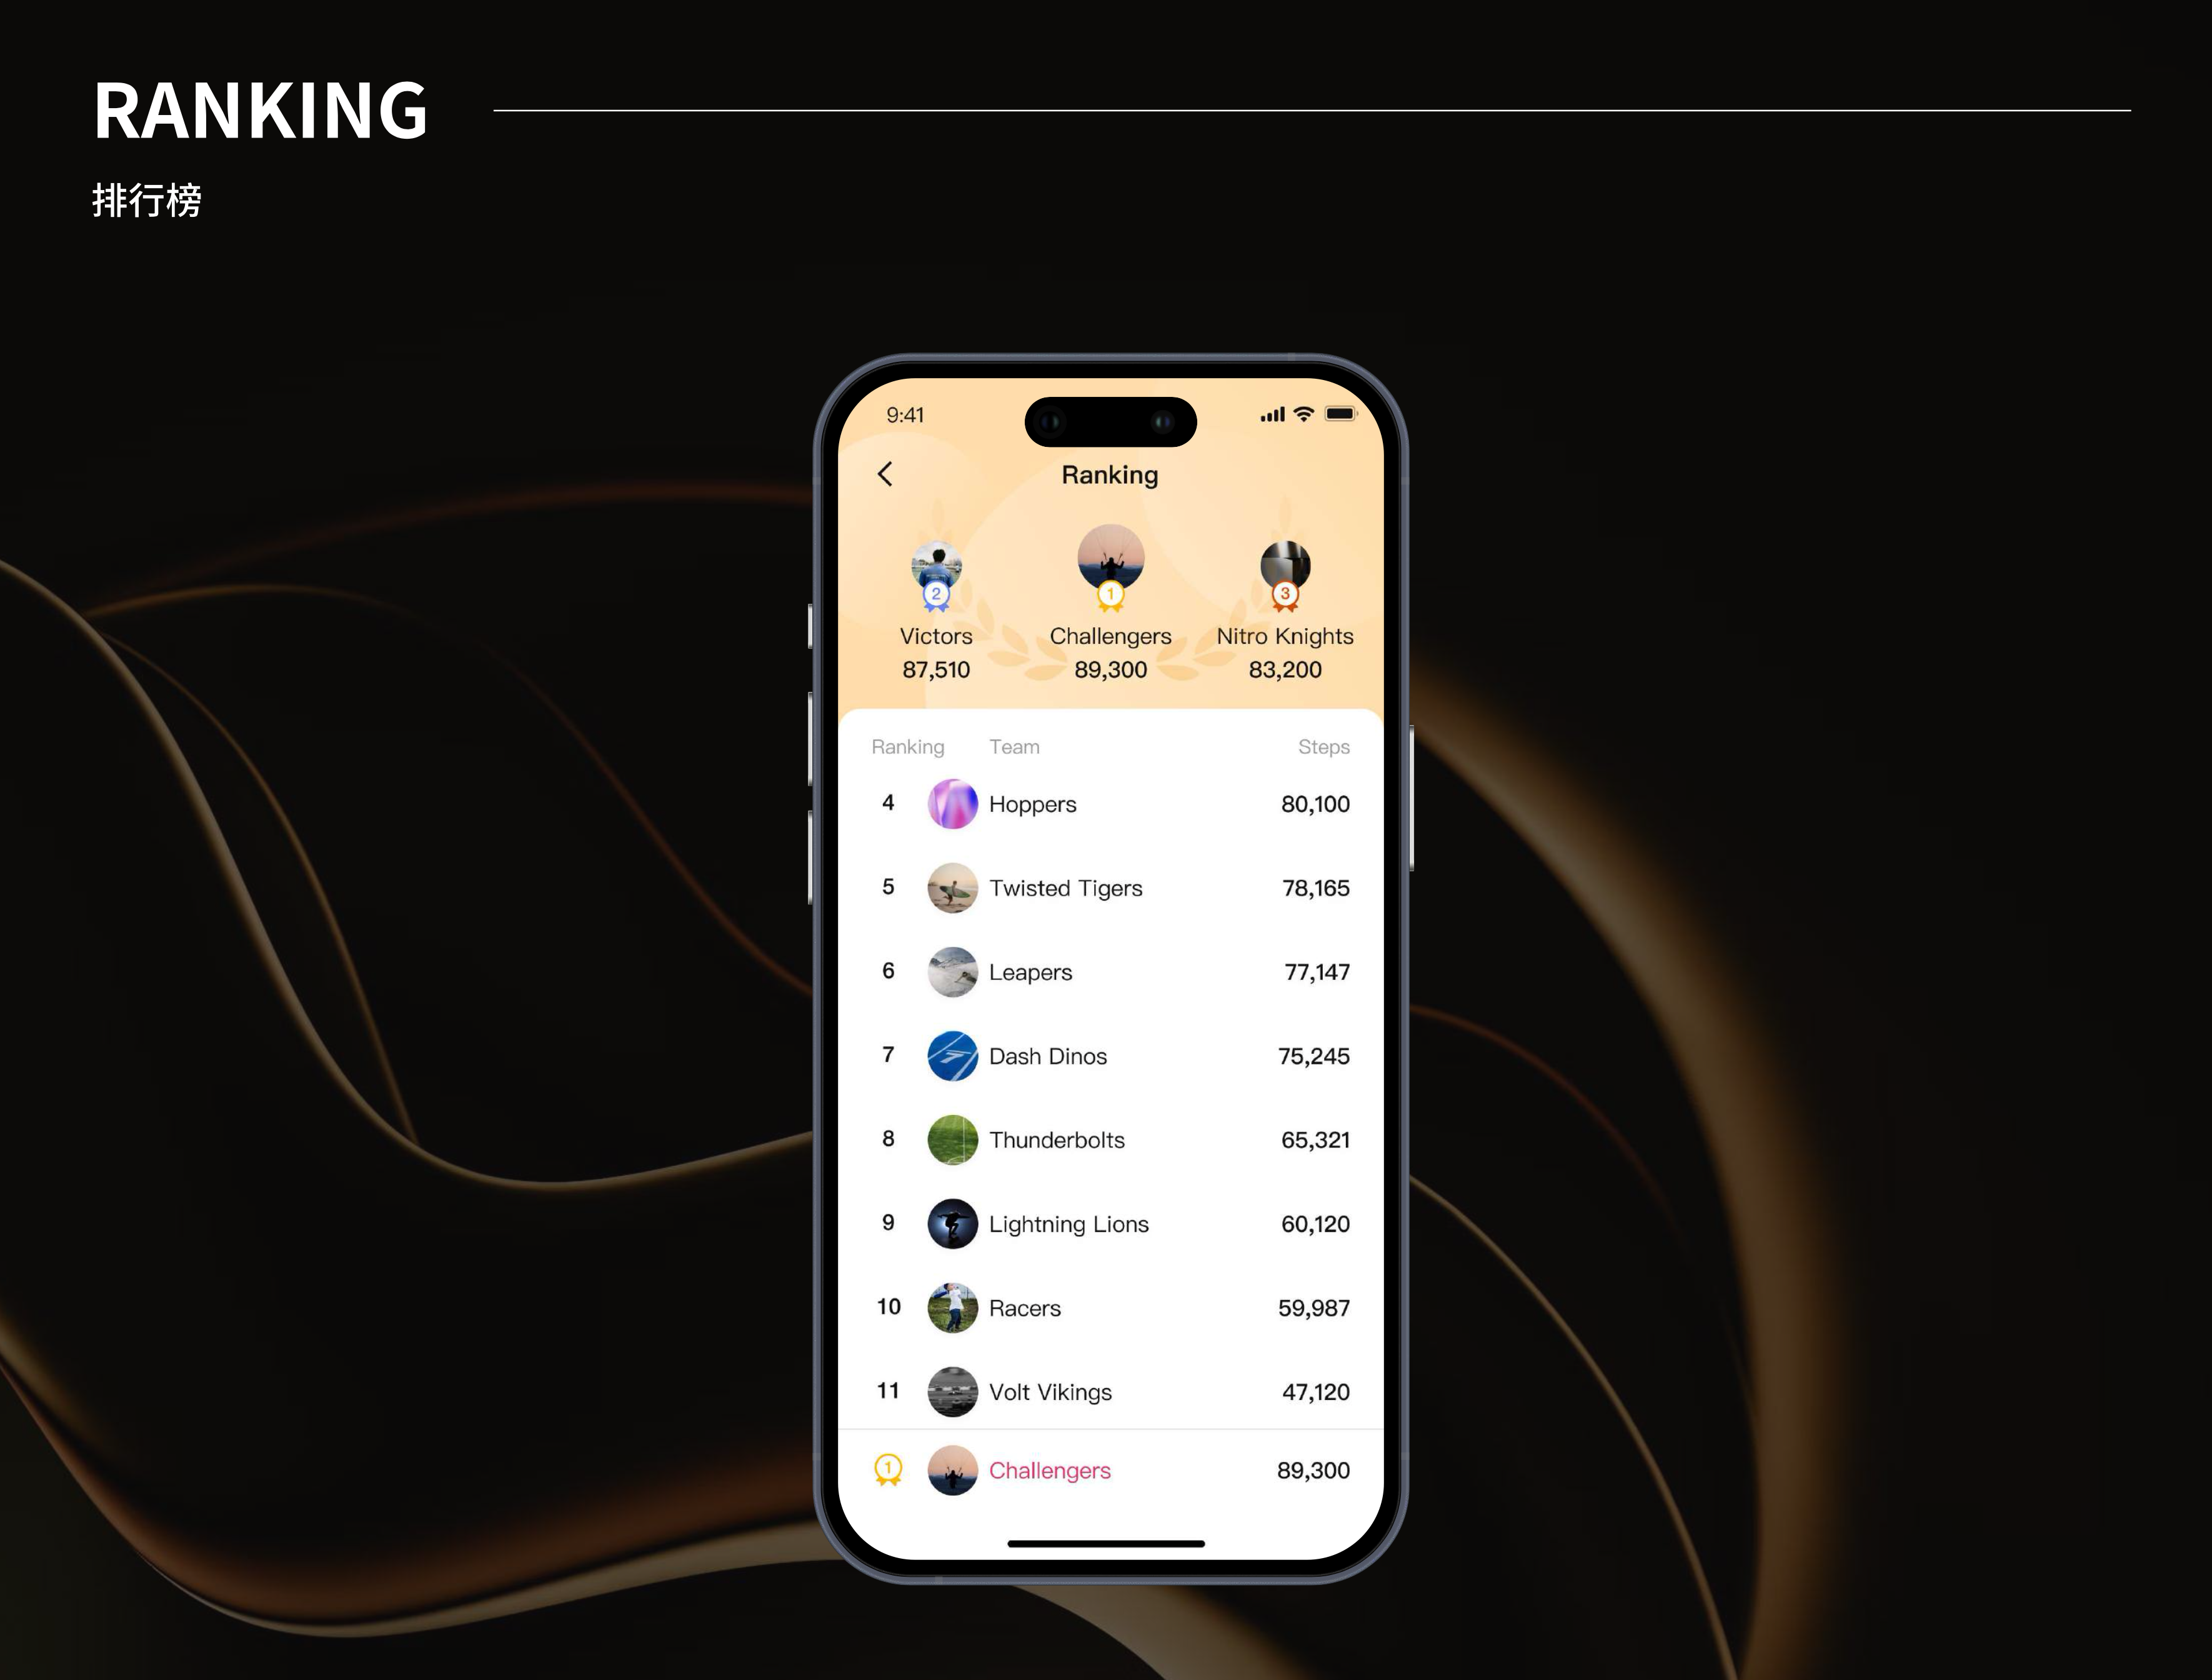 RANKING
排行榜
9:41
Ranking
2
1
3
Victors
Challengers
Nitro Knights
87,510
89,300
83,200
Ranking Team Steps
4 Hoppers 80,100
5 Twisted Tigers 78,165
6 Leapers 77,147
7 Dash Dinos 75,245
8 Thunderbolts 65,321
9 Lightning Lions 60,120
10 Racers 59,987
11 Volt Vikings 47,120
1 Challengers 89,300